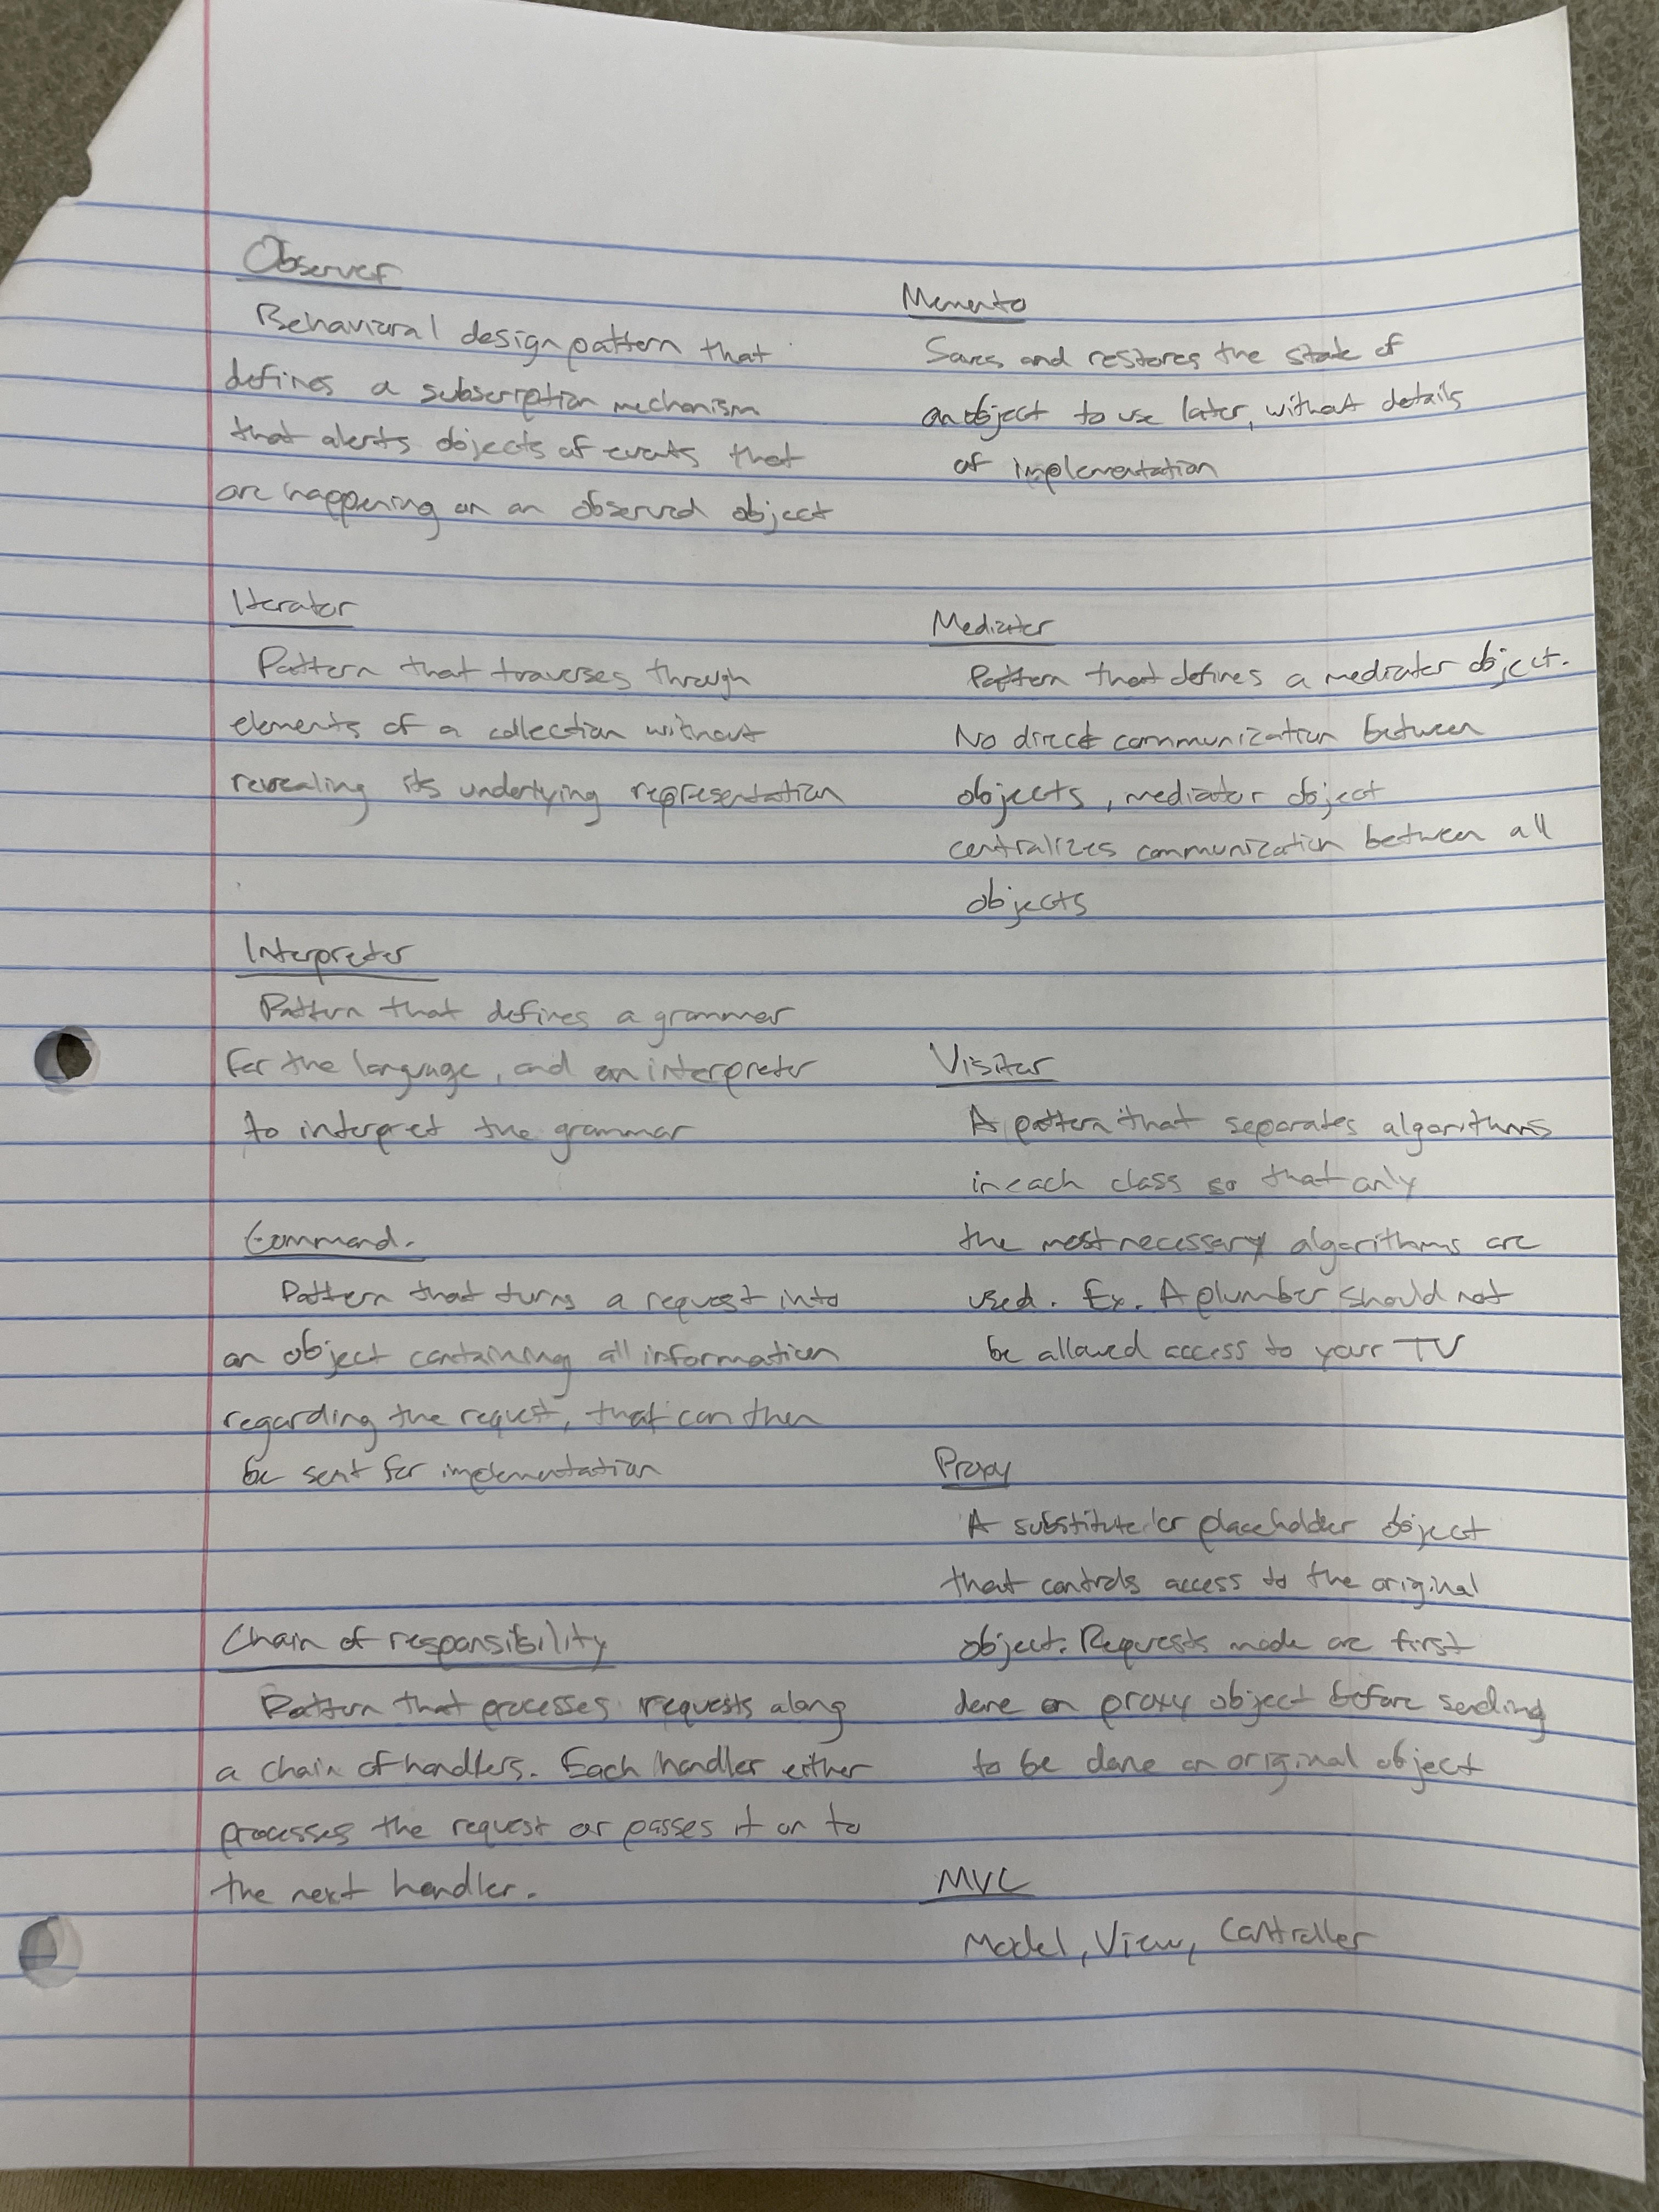 Observer
Behavioral design pattern that
defines a subscription mechanism
that alerts objects of events that
are happening on an observed object
Iterator
Pattern that traverses through
elements of a collection without
revealing its underlying representation
Interpreter
Pattern that defines a grammer
for the language, and an interpreter
to interpret the grammar
Command.
Pattern that turns a request into
an object containing all information
regarding the request, that can then
be sent for implementation
Chain of responsibility
Pattern that processes requests along
a chain of handlers. Each handler either
processes the request or passes it on to
the next handler.
Memento
Saves and restores the state of
an object to use later, without details
of implementation
Mediator
Pattern that defines a mediator object.
No direct communication between
objects, mediator object
centralizes communication between all
objects
Visitor
A pattern that separates algorithms
in each class so that only
the most necessary algorithms are
used. Ex. A plumber should not
be allowed access to your TV
Proxy
A substitute or placeholder object
that controls access to the original
object. Requests made are first
done on proxy object before sending
to be done on original object
MVC
Model, View, Controller